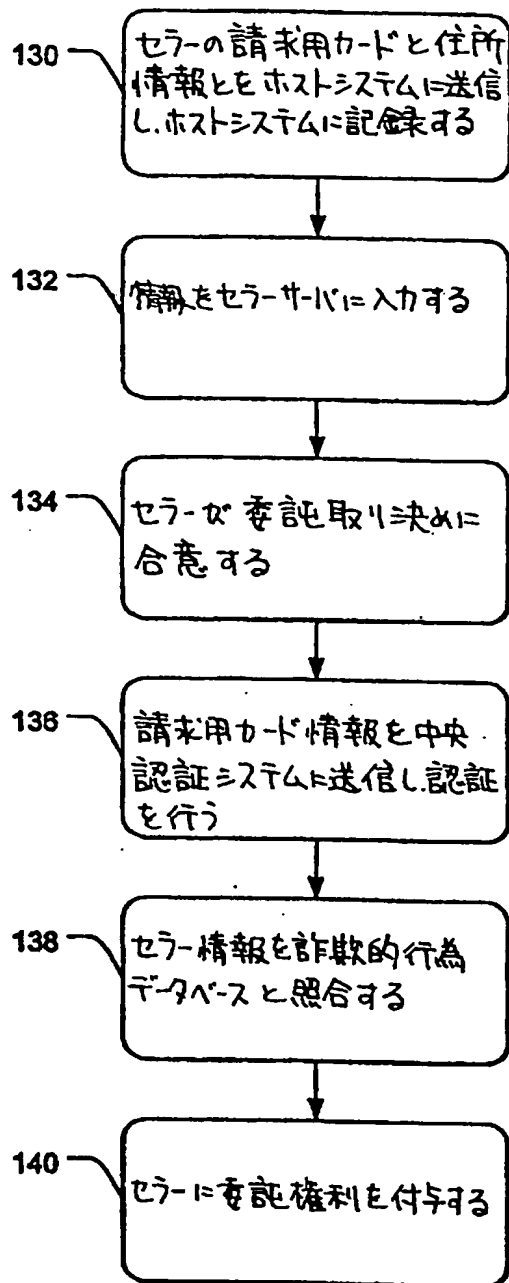 130
セラーの請求用カードと住所
情報とをホストシステムに送信
し、ホストシステムに記録する
132
情報をセラーサーバに入力する
134
セラーが委託取り決めに
合意する
136
請求用カード情報を中央
認証システムに送信し、認証
を行う
138
セラー情報を詐欺的行為
データベースと照合する
140
セラーに委託権利を付与する